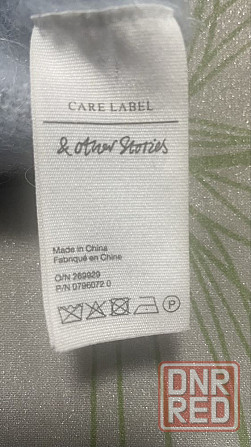 CARE LABEL
& other Stories
Made in China
Fabriqué en Chine
O/N 269929
P/N 0796072 0
P
DNR
RED